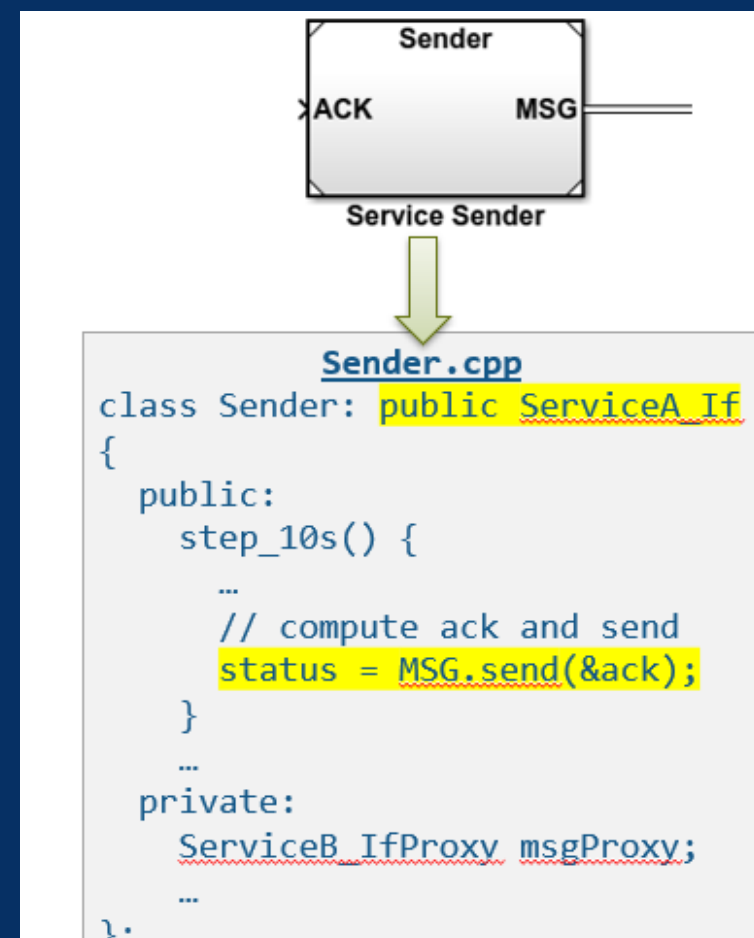 Sender
ACK MSG
Service Sender
Sender.cpp
class Sender: public ServiceA_If
{
public:
step_10s() {
…
// compute ack and send
status = MSG.send(&ack);
}
…
private:
ServiceB_IfProxy msgProxy;
…
};